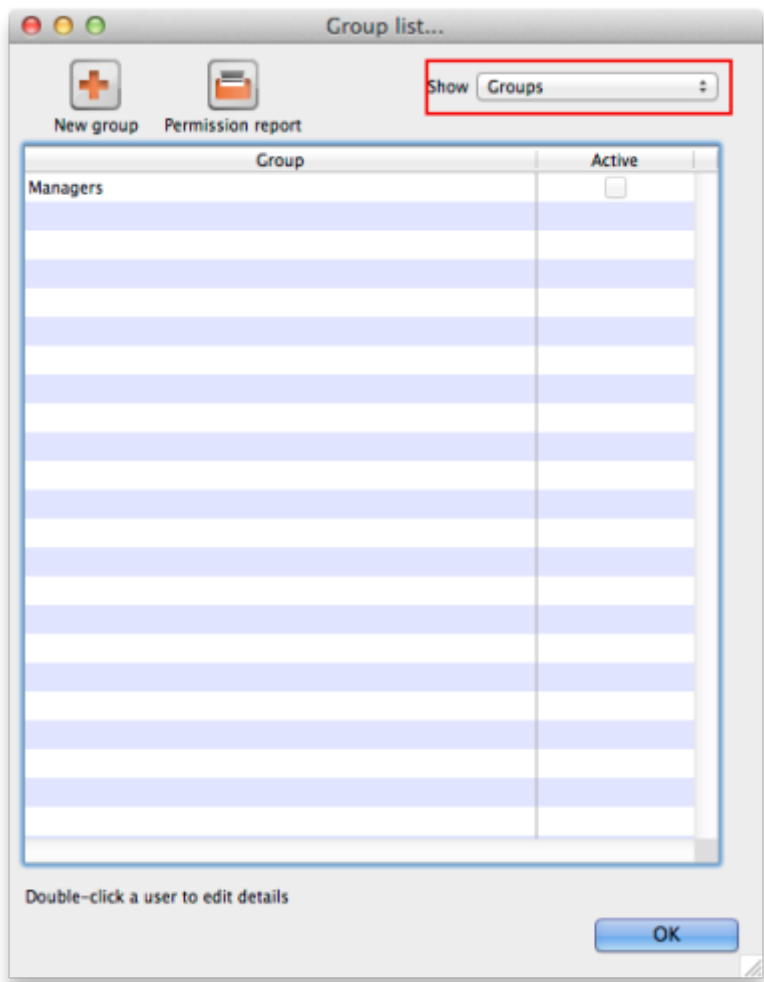 Group list...
Show Groups
New group Permission report
Group Active
Managers
Double-click a user to edit details
OK